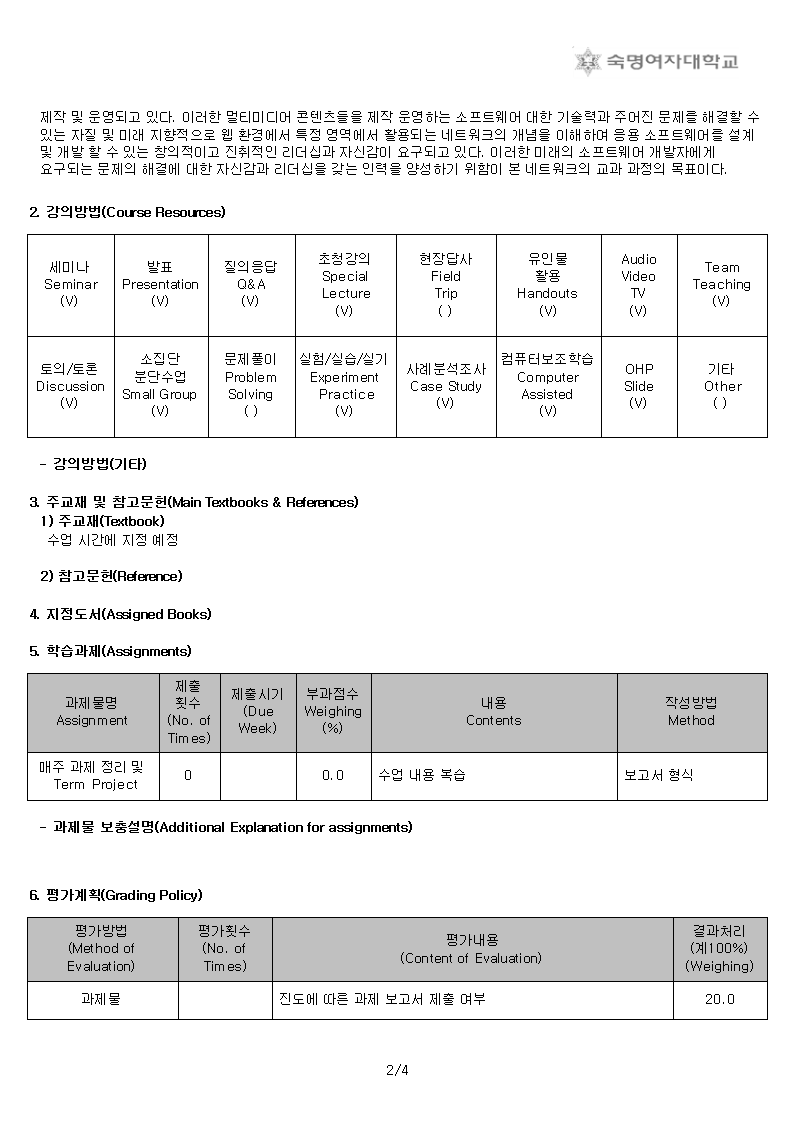 숙명여자대학교
제작 및 운영되고 있다. 이러한 멀티미디어 콘텐츠들을 제작 운영하는 소프트웨어 대한 기술력과 주어진 문제를 해결할 수
있는 자질 및 미래 지향적으로 웹 환경에서 특정 영역에서 활용되는 네트워크의 개념을 이해하여 응용 소프트웨어를 설계
및 개발 할 수 있는 창의적이고 진취적인 리더십과 자신감이 요구되고 있다. 이러한 미래의 소프트웨어 개발자에게
요구되는 문제의 해결에 대한 자신감과 리더십을 갖는 인력을 양성하기 위함이 본 네트워크의 교과 과정의 목표이다.
2. 강의방법(Course Resources)
세미나
Seminar
(V)
발표
Presentation
(V)
질의응답
Q&A
(V)
초청강의
Special
Lecture
(V)
현장답사
Field
Trip
( )
유인물
활용
Handouts
(V)
Audio
Video
TV
(V)
Team
Teaching
(V)
토의/토론
Discussion
(V)
소집단
분단수업
Small Group
(V)
문제풀이
Problem
Solving
( )
실험/실습/실기
Experiment
Practice
(V)
사례분석조사
Case Study
(V)
컴퓨터보조학습
Computer
Assisted
(V)
OHP
Slide
(V)
기타
Other
( )
- 강의방법(기타)
3. 주교재 및 참고문헌(Main Textbooks & References)
1) 주교재(Textbook)
수업 시간에 지정 예정
2) 참고문헌(Reference)
4. 지정도서(Assigned Books)
5. 학습과제(Assignments)
과제물명
Assignment
제출
횟수
(No. of
Times)
제출시기
(Due
Week)
부과점수
Weighing
(%)
내용
Contents
작성방법
Method
매주 과제 정리 및
Term Project
0
0.0
수업 내용 복습
보고서 형식
- 과제물 보충설명(Additional Explanation for assignments)
6. 평가계획(Grading Policy)
평가방법
(Method of
Evaluation)
평가횟수
(No. of
Times)
평가내용
(Content of Evaluation)
결과처리
(계100%)
(Weighing)
과제물
진도에 따른 과제 보고서 제출 여부
20.0
2/4